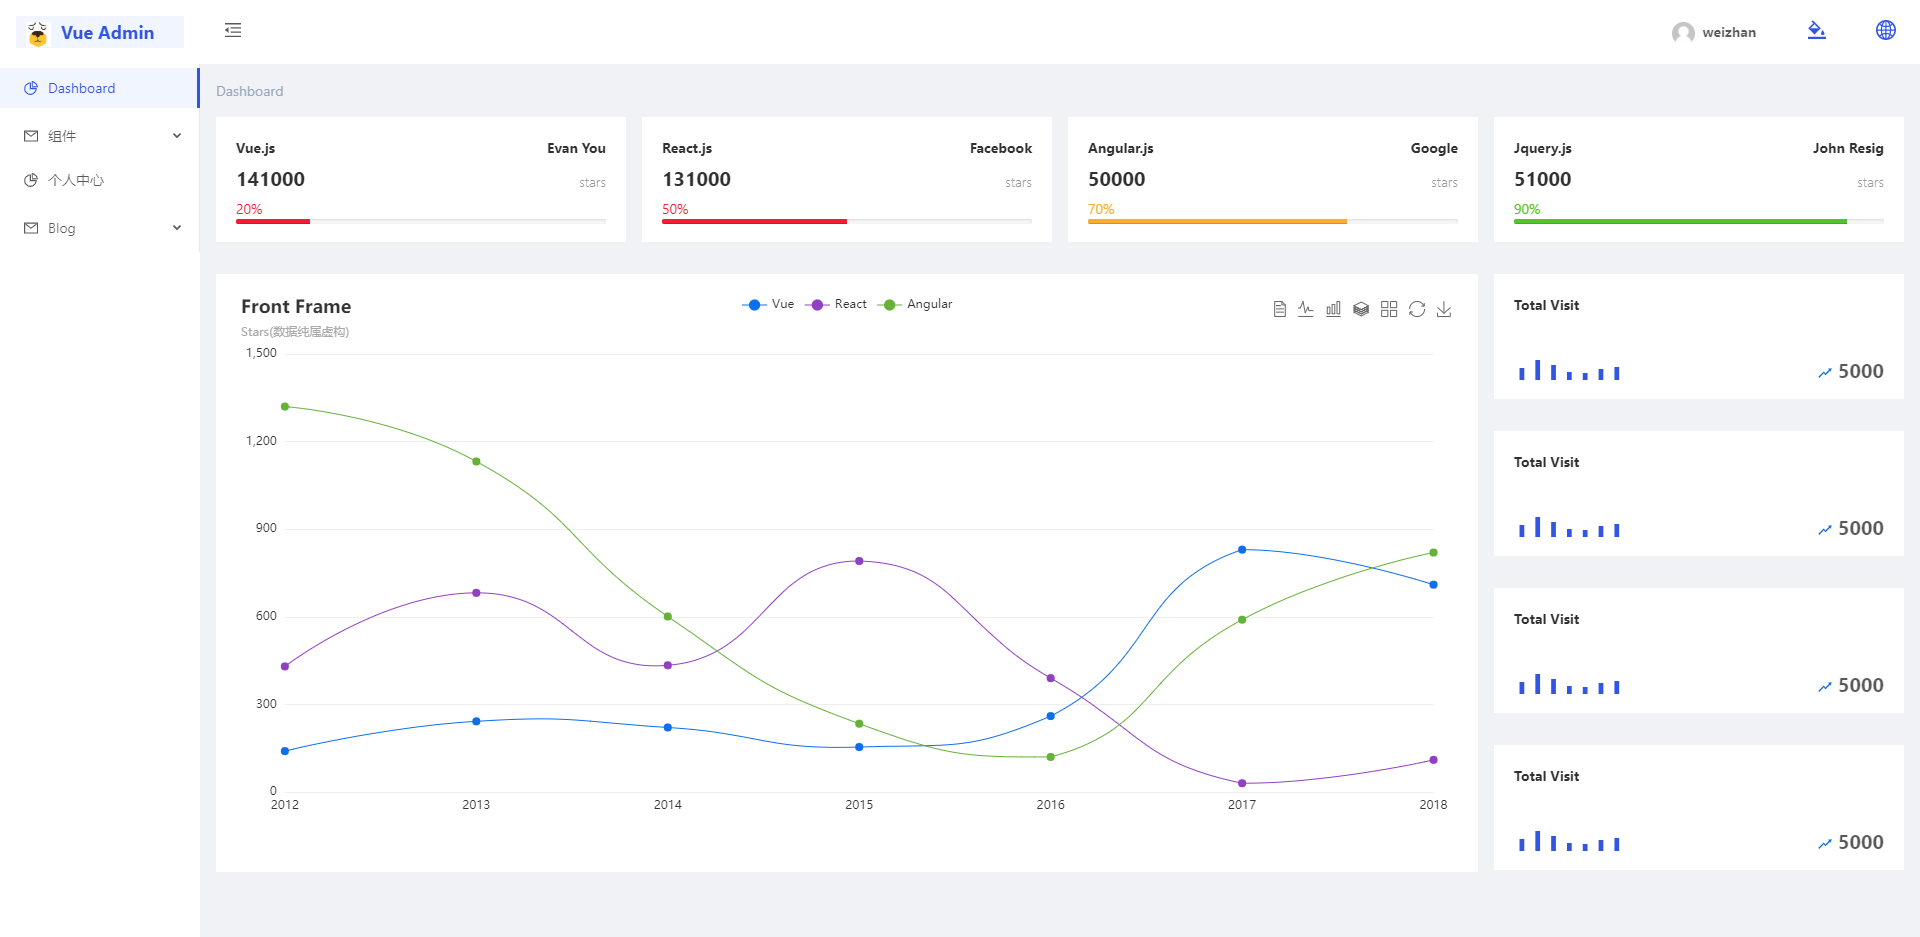 Vue Admin
weizhan
Dashboard
组件
个人中心
Blog
Dashboard
Vue.js
Evan You
141000
stars
20%
React.js
Facebook
131000
stars
50%
Angular.js
Google
50000
stars
70%
Jquery.js
John Resig
51000
stars
90%
Front Frame
Stars(数据纯属虚构)
Vue
React
Angular
1,500
1,200
900
600
300
0
2012
2013
2014
2015
2016
2017
2018
Total Visit
5000
Total Visit
5000
Total Visit
5000
Total Visit
5000